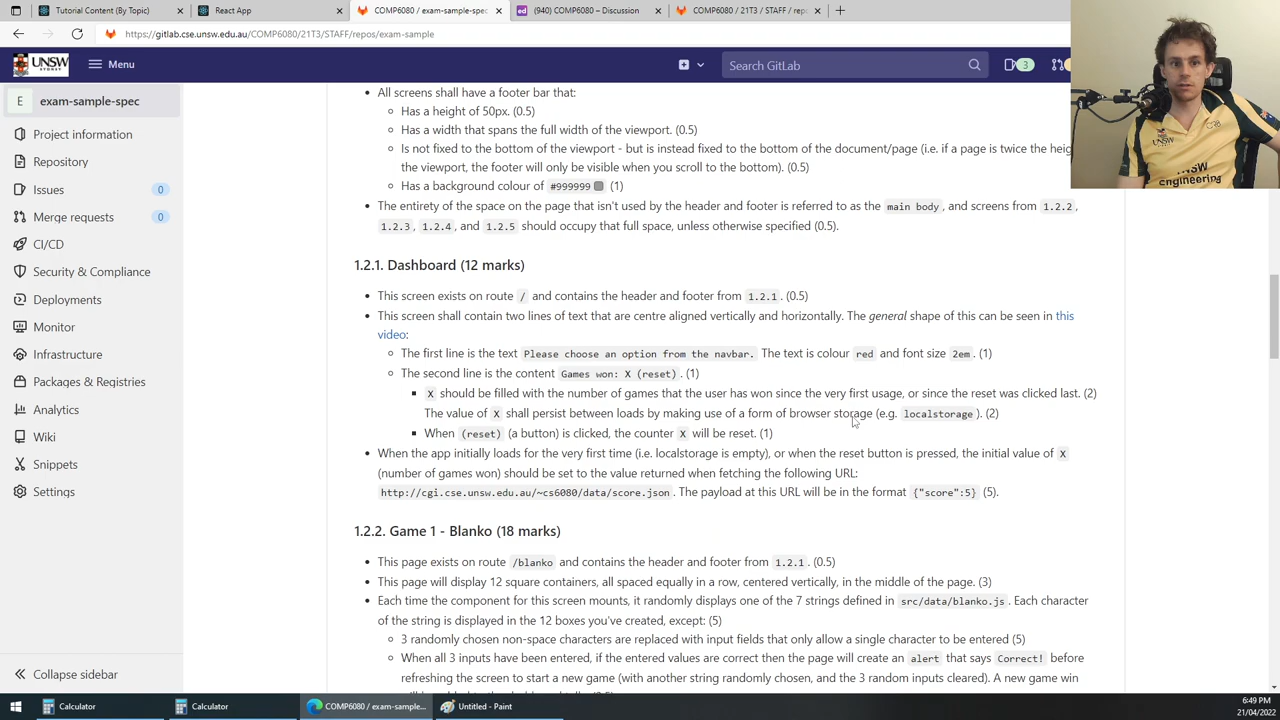 Tutorial Content (By Topic)
React App
COMP6080 / exam-sample-spec
(940) COMP6080 – Discussion
COMP6080 / 21T3 / STAFF / repo
https://gitlab.cse.unsw.edu.au/COMP6080/21T3/STAFF/repos/exam-sample
UNSW
SYDNEY
Menu
Search GitLab
3
E exam-sample-spec
Project information
Repository
Issues 0
Merge requests 0
CI/CD
Security & Compliance
Deployments
Monitor
Infrastructure
Packages & Registries
Analytics
Wiki
Snippets
Settings
Collapse sidebar
All screens shall have a footer bar that:
Has a height of 50px. (0.5)
Has a width that spans the full width of the viewport. (0.5)
Is not fixed to the bottom of the viewport - but is instead fixed to the bottom of the document/page (i.e. if a page is twice the heig
the viewport, the footer will only be visible when you scroll to the bottom). (0.5)
Has a background colour of #999999 (1)
The entirety of the space on the page that isn't used by the header and footer is referred to as the main body, and screens from 1.2.2,
1.2.3, 1.2.4, and 1.2.5 should occupy that full space, unless otherwise specified (0.5).
1.2.1. Dashboard (12 marks)
This screen exists on route / and contains the header and footer from 1.2.1. (0.5)
This screen shall contain two lines of text that are centre aligned vertically and horizontally. The general shape of this can be seen in this
video:
The first line is the text Please choose an option from the navbar. The text is colour red and font size 2em. (1)
The second line is the content Games won: X (reset). (1)
X should be filled with the number of games that the user has won since the very first usage, or since the reset was clicked last. (2)
The value of X shall persist between loads by making use of a form of browser storage (e.g. localstorage ). (2)
When (reset) (a button) is clicked, the counter X will be reset. (1)
When the app initially loads for the very first time (i.e. localstorage is empty), or when the reset button is pressed, the initial value of X
(number of games won) should be set to the value returned when fetching the following URL:
http://cgi.cse.unsw.edu.au/~cs6080/data/score.json. The payload at this URL will be in the format {"score":5} (5).
1.2.2. Game 1 - Blanko (18 marks)
This page exists on route /blanko and contains the header and footer from 1.2.1. (0.5)
This page will display 12 square containers, all spaced equally in a row, centered vertically, in the middle of the page. (3)
Each time the component for this screen mounts, it randomly displays one of the 7 strings defined in src/data/blanko.js. Each character
of the string is displayed in the 12 boxes you've created, except: (5)
3 randomly chosen non-space characters are replaced with input fields that only allow a single character to be entered (5)
When all 3 inputs have been entered, if the entered values are correct then the page will create an alert that says Correct! before
refreshing the screen to start a new game (with another string randomly chosen, and the 3 random inputs cleared). A new game win
UNSW
engineering
Calculator
Calculator
COMP6080 / exam-sample...
Untitled - Paint
6:49 PM
21/04/2022